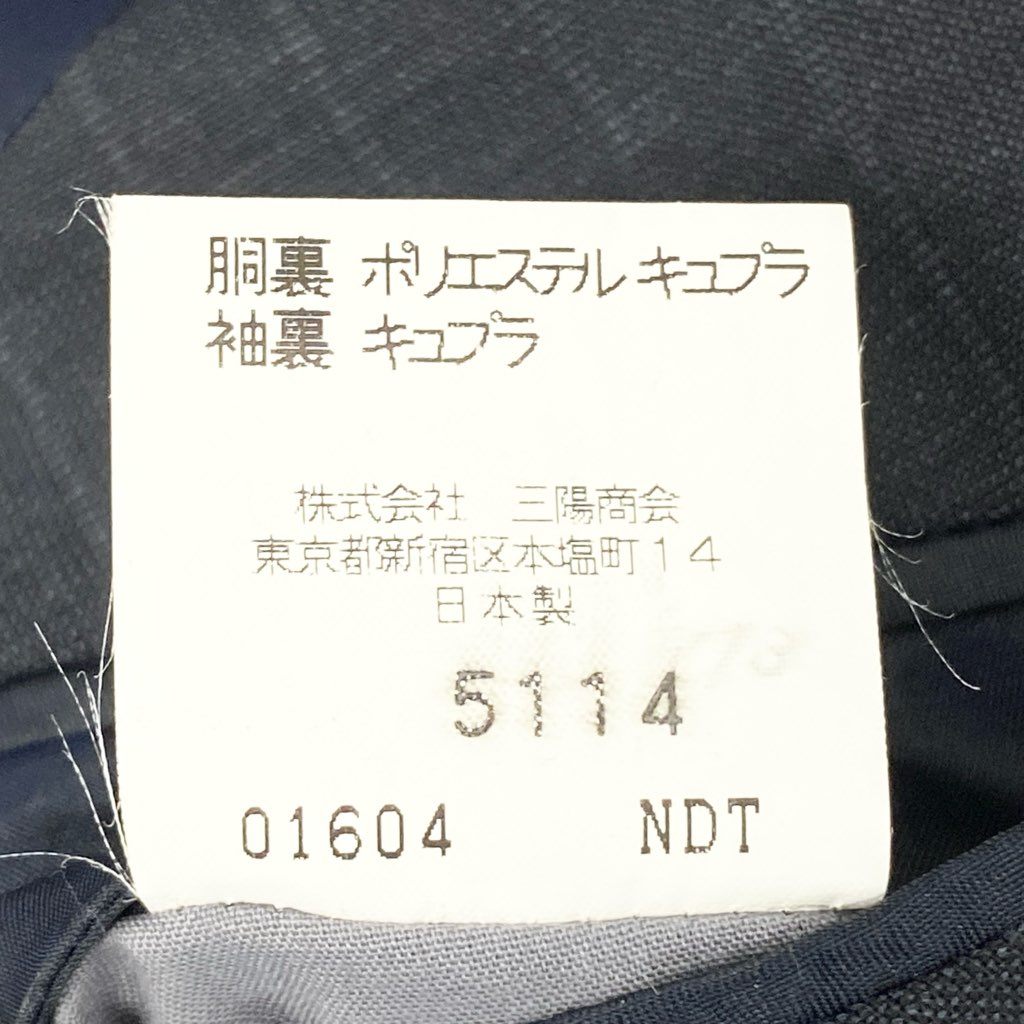 胴裏 ポリエステル キュプラ
袖裏 キュプラ
株式会社 三陽商会
東京都新宿区本塩町14
日本製
5114
01604 NDT